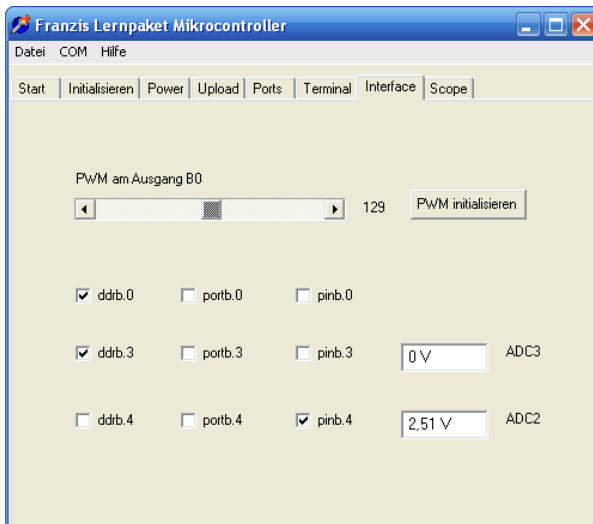 Franzis Lernpaket Mikrocontroller
Datei COM Hilfe
Start Initialisieren Power Upload Ports Terminal Interface Scope
PWM am Ausgang B0
129 PWM initialisieren
ddrb.0 portb.0 pinb.0
ddrb.3 portb.3 pinb.3 0 V ADC3
ddrb.4 portb.4 pinb.4 2,51 V ADC2